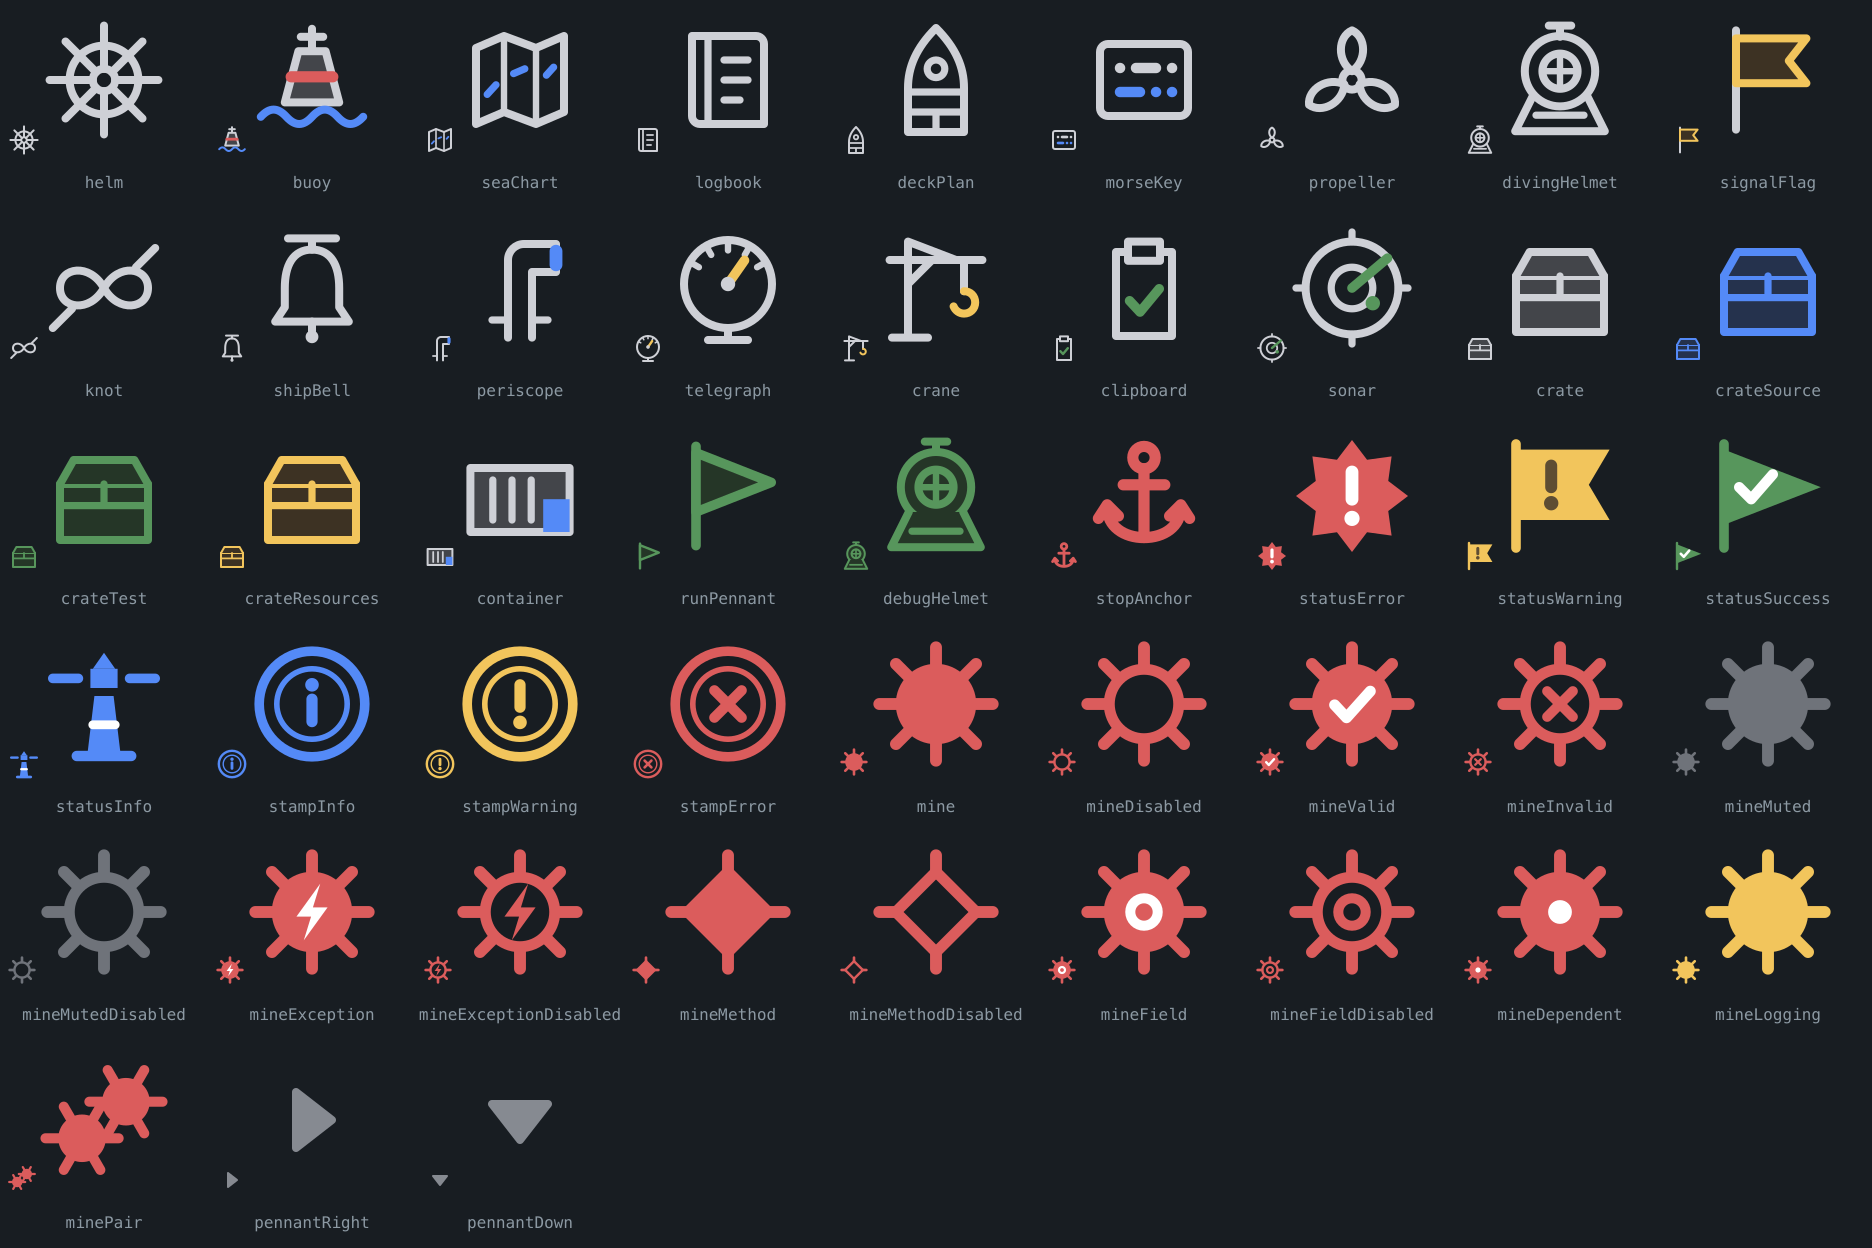 helm buoy seaChart logbook deckPlan morseKey propeller divingHelmet signalFlag
knot shipBell periscope telegraph crane clipboard sonar crate crateSource
crateTest crateResources container runPennant debugHelmet stopAnchor statusError statusWarning statusSuccess
statusInfo stampInfo stampWarning stampError mine mineDisabled mineValid mineInvalid mineMuted
mineMutedDisabled mineException mineExceptionDisabled mineMethod mineMethodDisabled mineField mineFieldDisabled mineDependent mineLogging
minePair pennantRight pennantDown